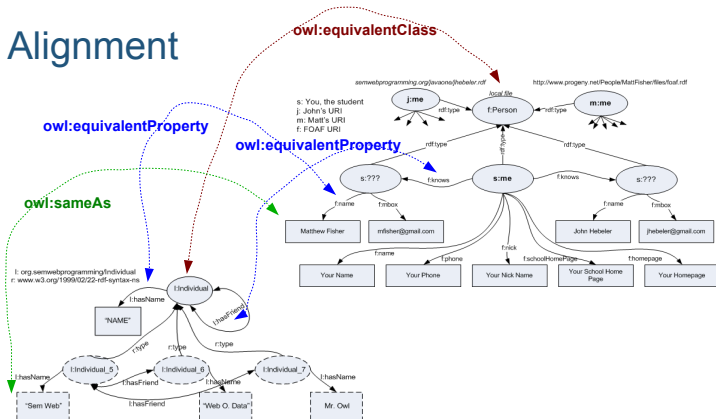 Alignment
owl:equivalentClass
semwebprogramming.org/javaone/jhebeler.rdf
local file
http://www.progeny.net/People/MattFisher/files/foaf.rdf
s: You, the student
j: John's URI
m: Matt's URI
f: FOAF URI
j:me
rdf:type
f:Person
rdf:type
m:me
owl:equivalentProperty
owl:equivalentProperty
rdf:type
rdf:type
rdf:type
s:???
f:knows
s:me
f:knows
s:???
owl:sameAs
f:name
f:mbox
f:name
f:mbox
Matthew Fisher
mfisher@gmail.com
John Hebeler
jhebeler@gmail.com
f:name
f:phone
f:nick
f:schoolHomePage
f:homepage
Your Name
Your Phone
Your Nick Name
Your School Home
Page
Your Homepage
I: org.semwebprogramming/Individual
r: www.w3.org/1999/02/22-rdf-syntax-ns
I:hasName
I:Individual
I:hasFriend
"NAME"
r:type
r:type
r:type
I:hasName
I:Individual_5
I:hasFriend
I:Individual_6
I:hasName
I:Individual_7
I:hasName
I:hasFriend
"Sem Web"
"Web O. Data"
Mr. Owl